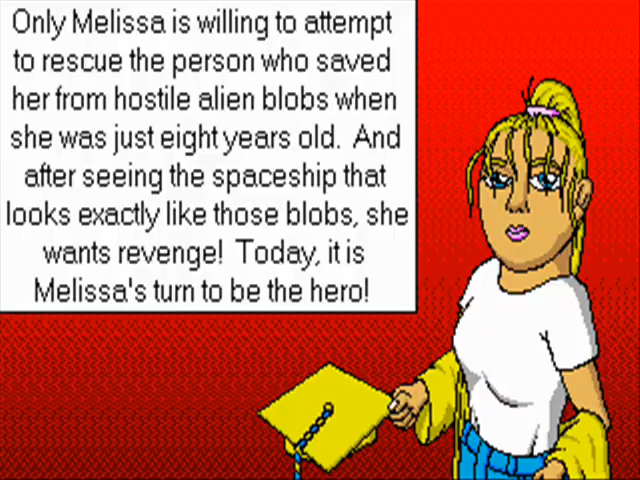 Only Melissa is willing to attempt
to rescue the person who saved
her from hostile alien blobs when
she was just eight years old.  And
after seeing the spaceship that
looks exactly like those blobs, she
wants revenge!  Today, it is
Melissa's turn to be the hero!